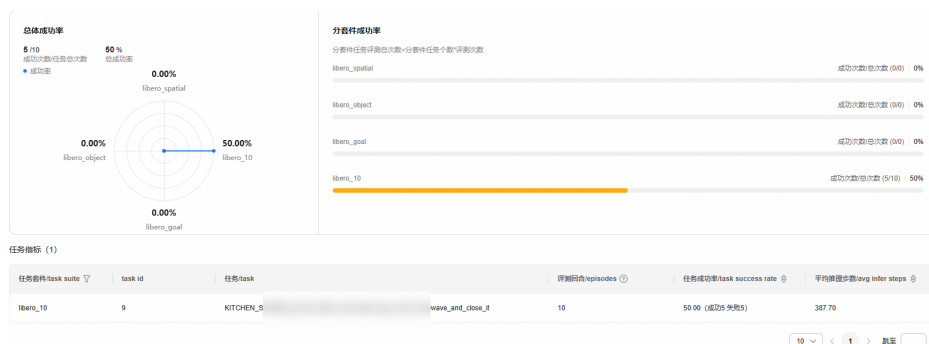 总体成功率
5 /10
成功次数/任务总次数
50 %
总成功率
成功率
0.00%
libero_spatial
0.00%
libero_object
50.00%
libero_10
0.00%
libero_goal
分套件成功率
分套件任务评测总次数=分套件任务个数*评测次数
libero_spatial 成功次数/总次数 (0/0) 0%
libero_object 成功次数/总次数 (0/0) 0%
libero_goal 成功次数/总次数 (0/0) 0%
libero_10 成功次数/总次数 (5/10) 50%
任务指标（1）
任务套件/task suite task id 任务/task 评测回合/episodes 任务成功率/task success rate 平均推理步数/avg infer steps
libero_10 9 KITCHEN_S wave_and_close_it 10 50.00（成功5 失败5） 387.70
10 1 跳至